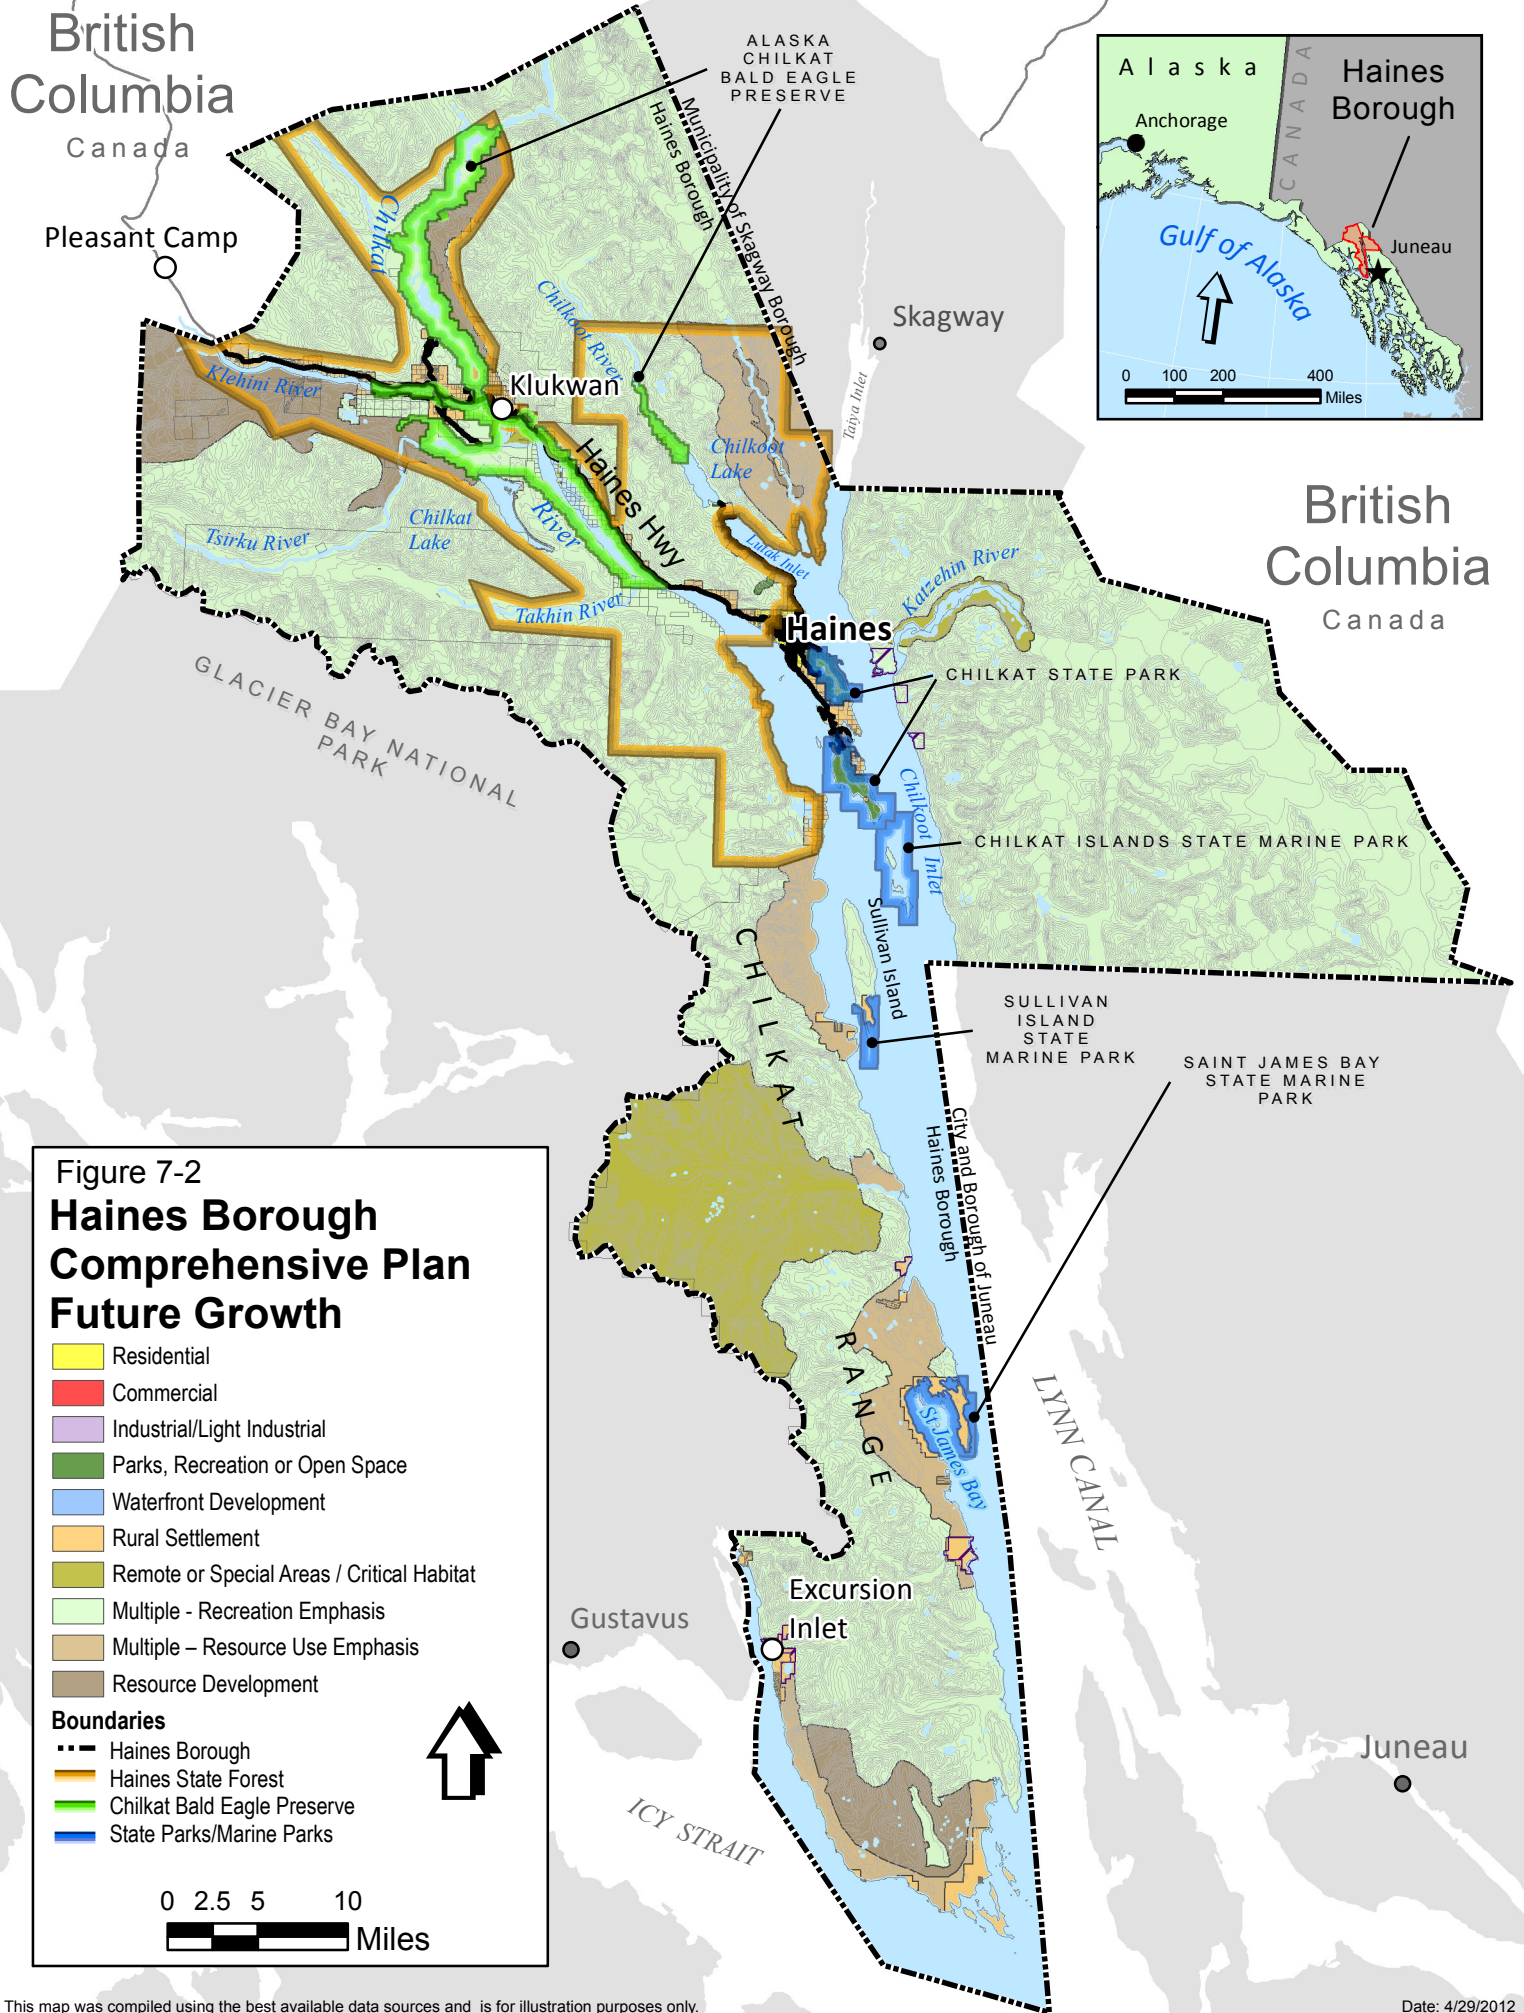 British
Columbia
Canada
ALASKA
CHILKAT
BALD EAGLE
PRESERVE
Alaska
CANADA
Haines
Borough
Anchorage
Juneau
Gulf of Alaska
0 100 200 400
Miles
Municipality of Skagway Borough
Haines Borough
Pleasant Camp
Chilkat
Chilkoot River
Skagway
Taiya Inlet
Klehini River
Klukwan
Haines Hwy
Chilkoot
Lake
British
Columbia
Canada
Tsirku River
Chilkat
Lake
River
Lutak Inlet
Katzehin River
Takhin River
Haines
CHILKAT STATE PARK
GLACIER BAY NATIONAL
PARK
Chilkoot Inlet
CHILKAT ISLANDS STATE MARINE PARK
Sullivan Island
CHILKAT
RANGE
SULLIVAN
ISLAND
STATE
MARINE PARK
SAINT JAMES BAY
STATE MARINE
PARK
City and Borough of Juneau
Haines Borough
St James Bay
LYNN CANAL
Excursion
Inlet
Gustavus
Juneau
ICY STRAIT
Figure 7-2
Haines Borough
Comprehensive Plan
Future Growth
Residential
Commercial
Industrial/Light Industrial
Parks, Recreation or Open Space
Waterfront Development
Rural Settlement
Remote or Special Areas / Critical Habitat
Multiple - Recreation Emphasis
Multiple – Resource Use Emphasis
Resource Development
Boundaries
Haines Borough
Haines State Forest
Chilkat Bald Eagle Preserve
State Parks/Marine Parks
0 2.5 5 10
Miles
This map was compiled using the best available data sources and is for illustration purposes only.
Date: 4/29/2012